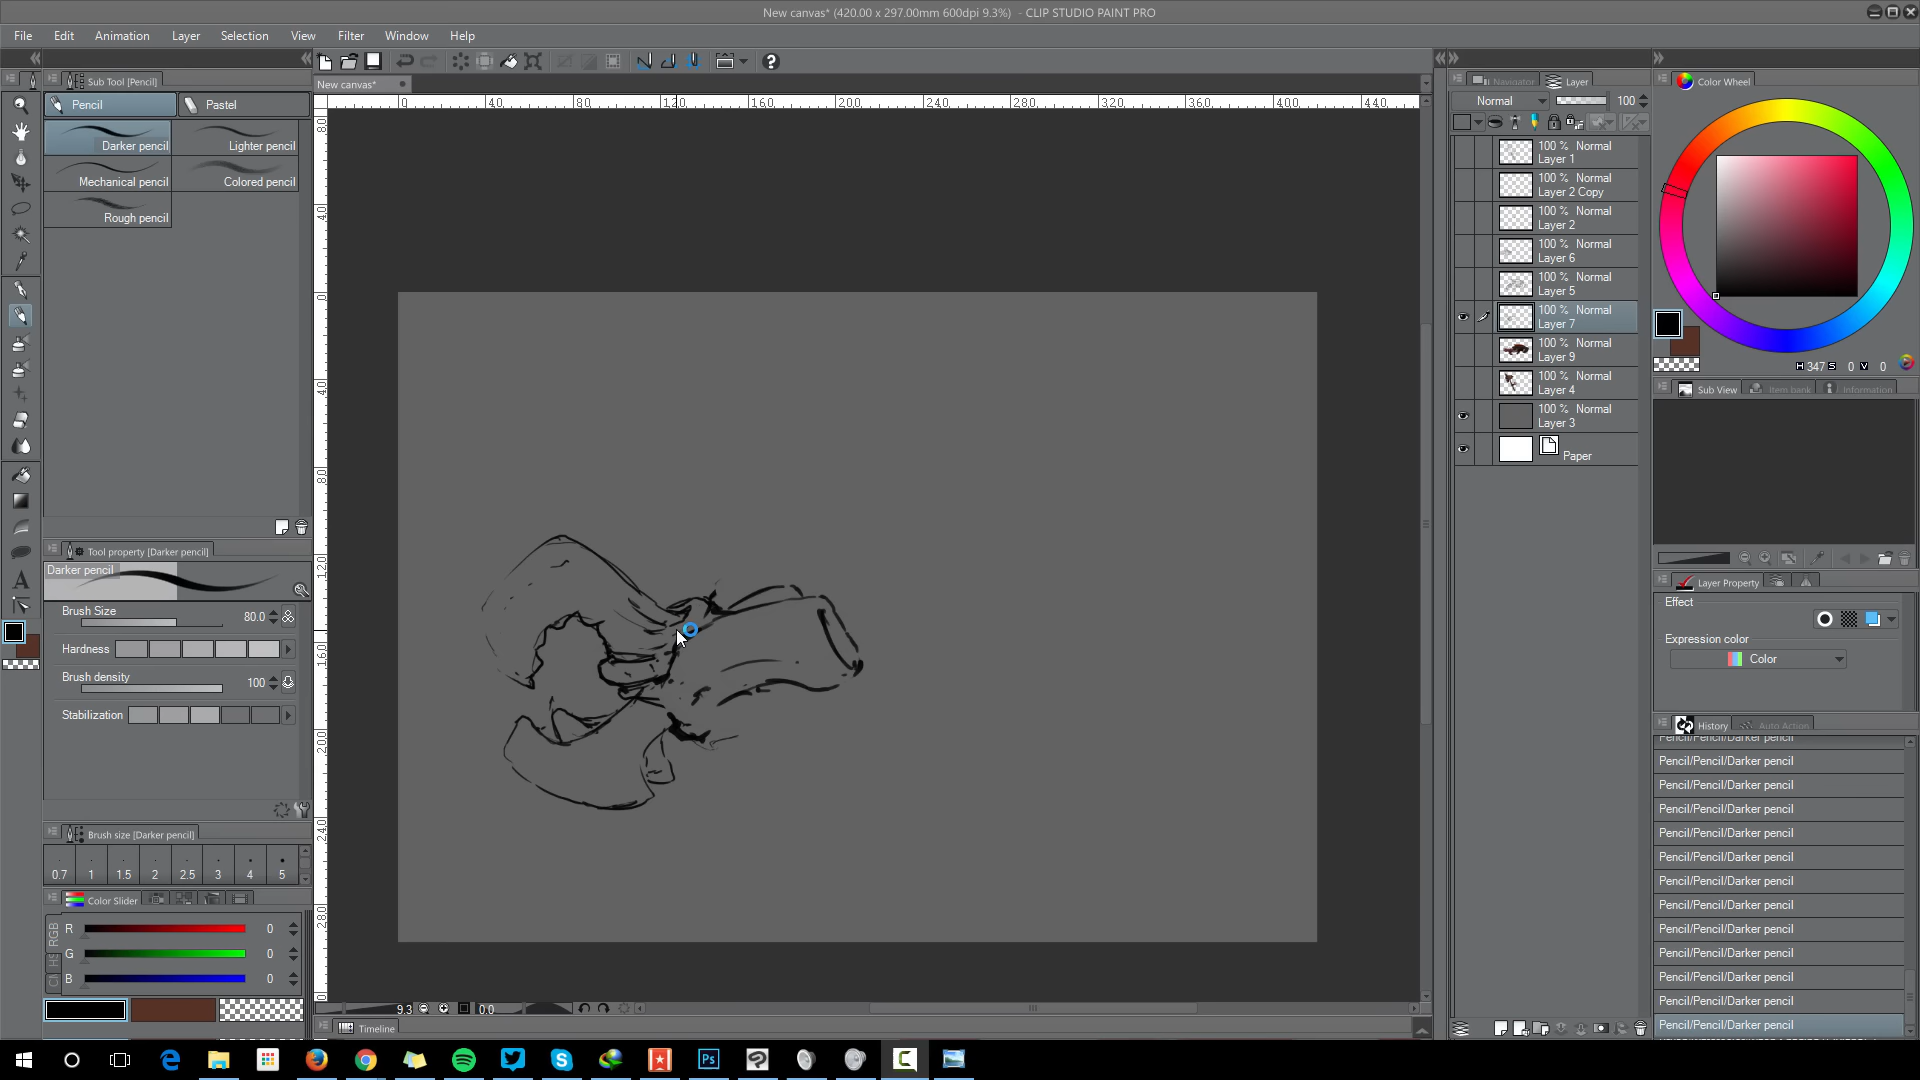 New canvas* (420.00 x 297.00mm 600dpi 9.3%) - CLIP STUDIO PAINT PRO
File Edit Animation Layer Selection View Filter Window Help
Sub Tool [Pencil]
Pencil Pastel
Darker pencil Lighter pencil
Mechanical pencil Colored pencil
Rough pencil
Tool property [Darker pencil]
Darker pencil
Brush Size 80.0
Hardness
Brush density 100
Stabilization
Brush size [Darker pencil]
0.7 1 1.5 2 2.5 3 4 5
Color Slider
RGB
R 0
G 0
B 0
New canvas*
0 40 80 120 160 200 240 280 320 360 400 440
9.3 0.0
Timeline
Navigator Layer
Normal 100
100 % Normal
Layer 1
100 % Normal
Layer 2 Copy
100 % Normal
Layer 2
100 % Normal
Layer 6
100 % Normal
Layer 5
100 % Normal
Layer 7
100 % Normal
Layer 9
100 % Normal
Layer 4
100 % Normal
Layer 3
Paper
Color Wheel
H 347 S 0 V 0
Sub View Item bank Information
Layer Property
Effect
Expression color
Color
History Auto Action
Pencil/Pencil/Darker pencil
Pencil/Pencil/Darker pencil
Pencil/Pencil/Darker pencil
Pencil/Pencil/Darker pencil
Pencil/Pencil/Darker pencil
Pencil/Pencil/Darker pencil
Pencil/Pencil/Darker pencil
Pencil/Pencil/Darker pencil
Pencil/Pencil/Darker pencil
Pencil/Pencil/Darker pencil
Pencil/Pencil/Darker pencil
Pencil/Pencil/Darker pencil
Pencil/Pencil/Darker pencil